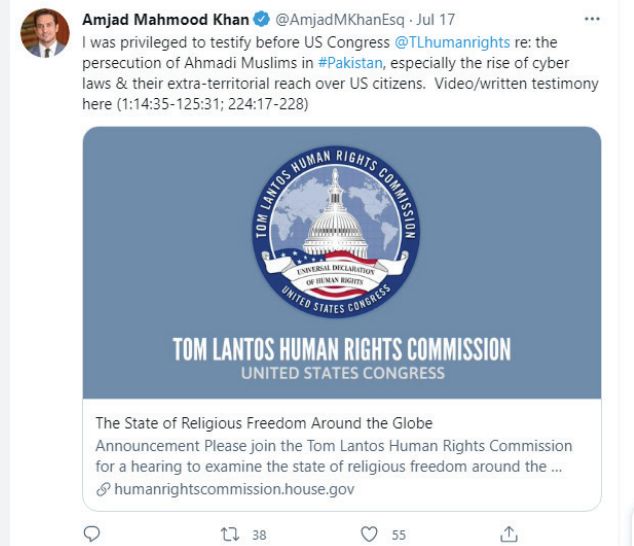 Amjad Mahmood Khan @AmjadMKhanEsq · Jul 17 ...
I was privileged to testify before US Congress @TLhumanrights re: the
persecution of Ahmadi Muslims in #Pakistan, especially the rise of cyber
laws & their extra-territorial reach over US citizens. Video/written testimony
here (1:14:35-125:31; 224:17-228)
TOM LANTOS HUMAN RIGHTS COMMISSION
UNIVERSAL DECLARATION
OF HUMAN RIGHTS
UNITED STATES CONGRESS
TOM LANTOS HUMAN RIGHTS COMMISSION
UNITED STATES CONGRESS
The State of Religious Freedom Around the Globe
Announcement Please join the Tom Lantos Human Rights Commission
for a hearing to examine the state of religious freedom around the ...
humanrightscommission.house.gov
38 55